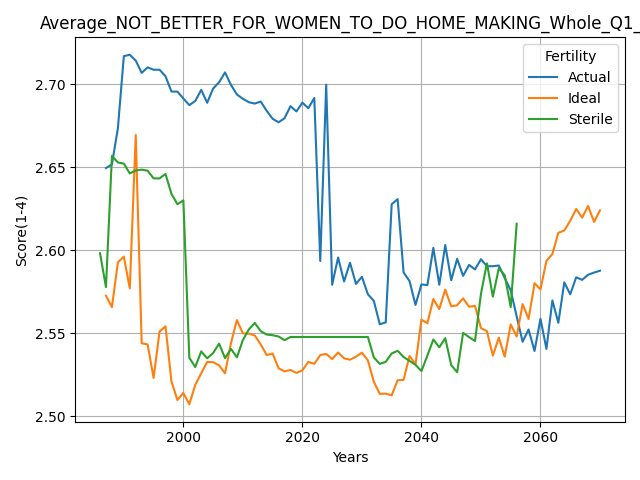 Average_NOT_BETTER_FOR_WOMEN_TO_DO_HOME_MAKING_Whole_Q1_
Fertility
Actual
Ideal
Sterile
2.70
2.65
2.60
2.55
2.50
Score(1-4)
2000 2020 2040 2060
Years